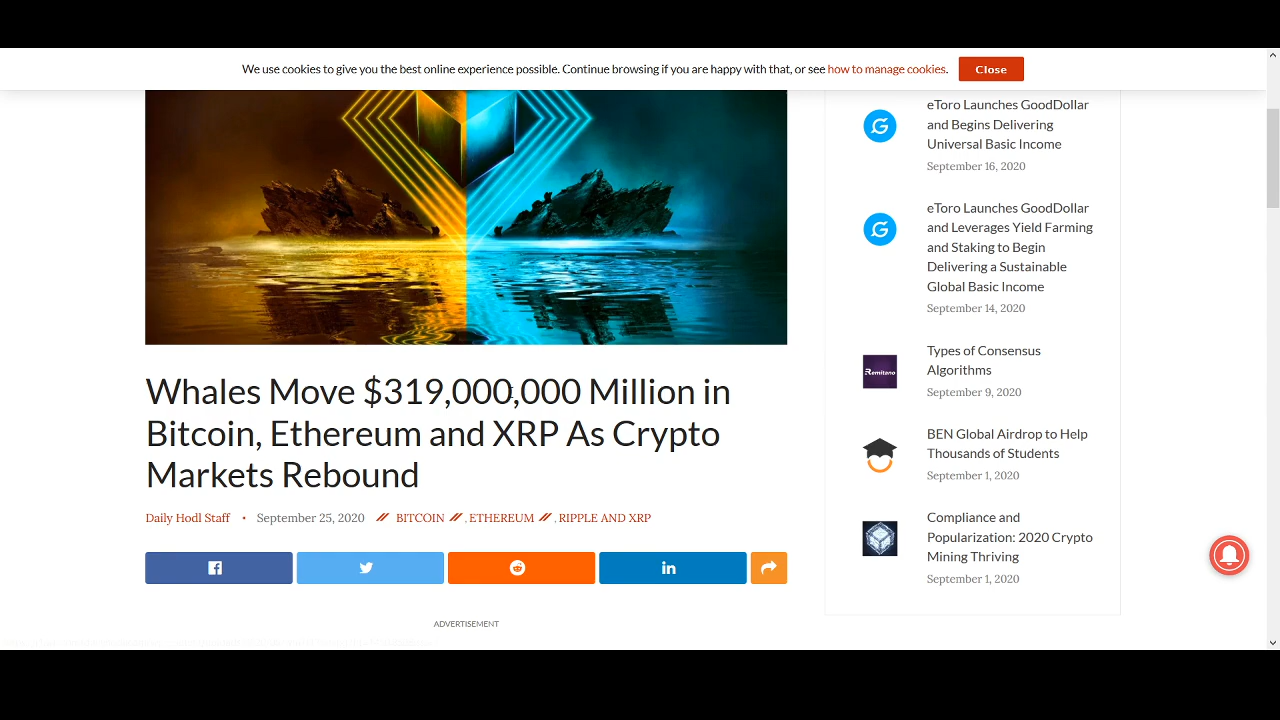 We use cookies to give you the best online experience possible. Continue browsing if you are happy with that, or see how to manage cookies.
Close
Whales Move $319,000,000 Million in
Bitcoin, Ethereum and XRP As Crypto
Markets Rebound
Daily Hodl Staff • September 25, 2020 // BITCOIN //, ETHEREUM //, RIPPLE AND XRP
ADVERTISEMENT
eToro Launches GoodDollar
and Begins Delivering
Universal Basic Income
September 16, 2020
eToro Launches GoodDollar
and Leverages Yield Farming
and Staking to Begin
Delivering a Sustainable
Global Basic Income
September 14, 2020
Remitano
Types of Consensus
Algorithms
September 9, 2020
BEN Global Airdrop to Help
Thousands of Students
September 1, 2020
Compliance and
Popularization: 2020 Crypto
Mining Thriving
September 1, 2020